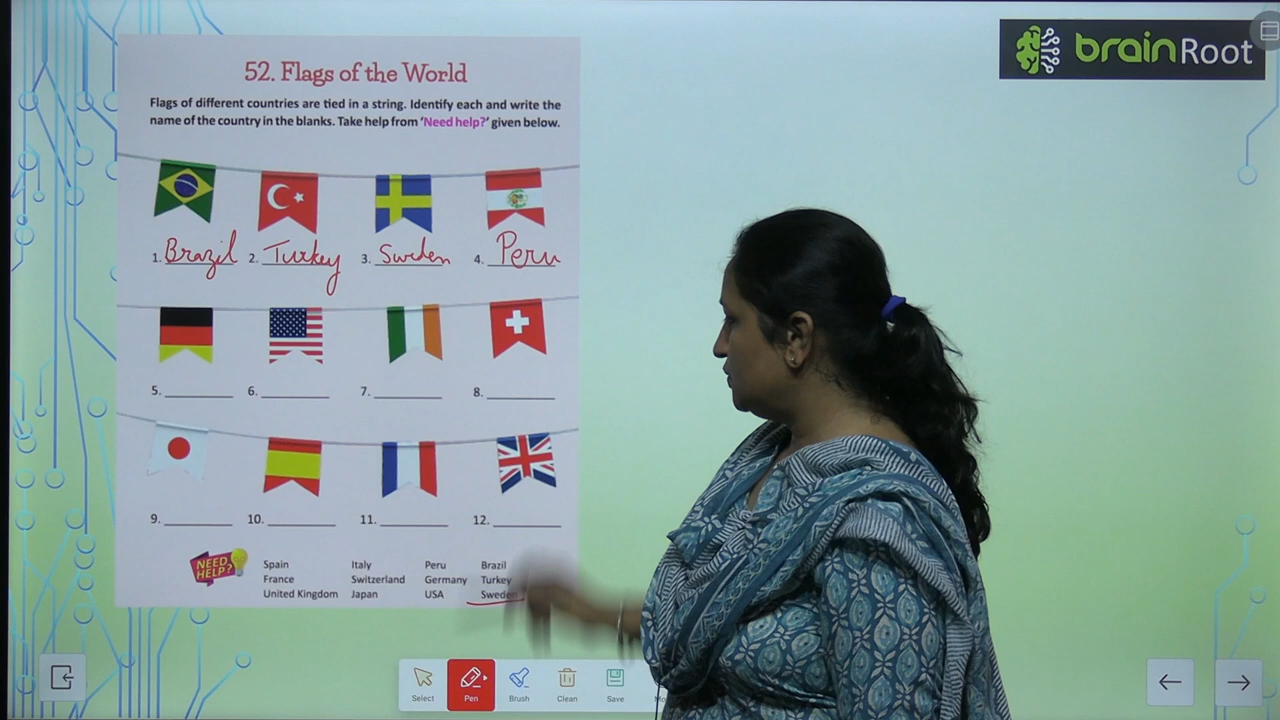 brainRoot
52. Flags of the World
Flags of different countries are tied in a string. Identify each and write the
name of the country in the blanks. Take help from 'Need help?' given below.
1. Brazil 2. Turkey 3. Sweden 4. Peru
5. 6. 7. 8.
9. 10. 11. 12.
NEED HELP?
Spain Italy Peru Brazil
France Switzerland Germany Turkey
United Kingdom Japan USA Sweden
Select Pen Brush Clean Save